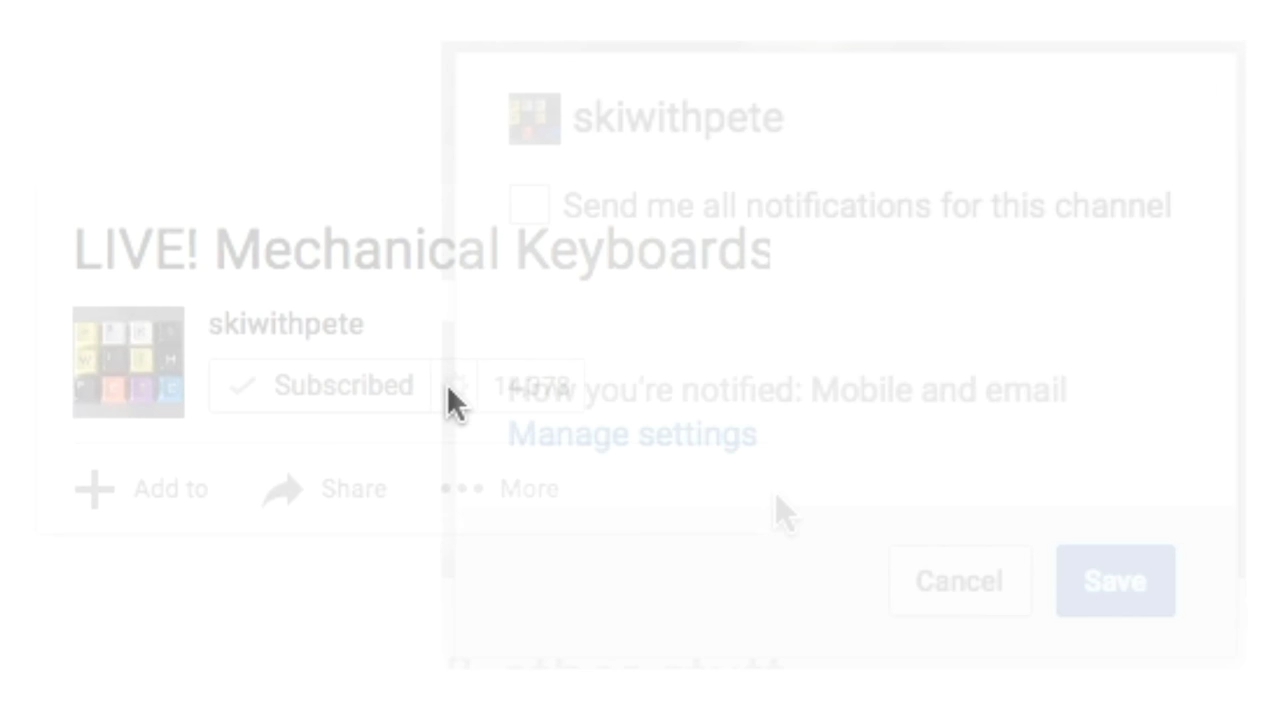 skiwithpete
Send me all notifications for this channel
LIVE! Mechanical Keyboards
skiwithpete
Subscribed
you're notified: Mobile and email
Manage settings
Add to
Share
More
Cancel
Save